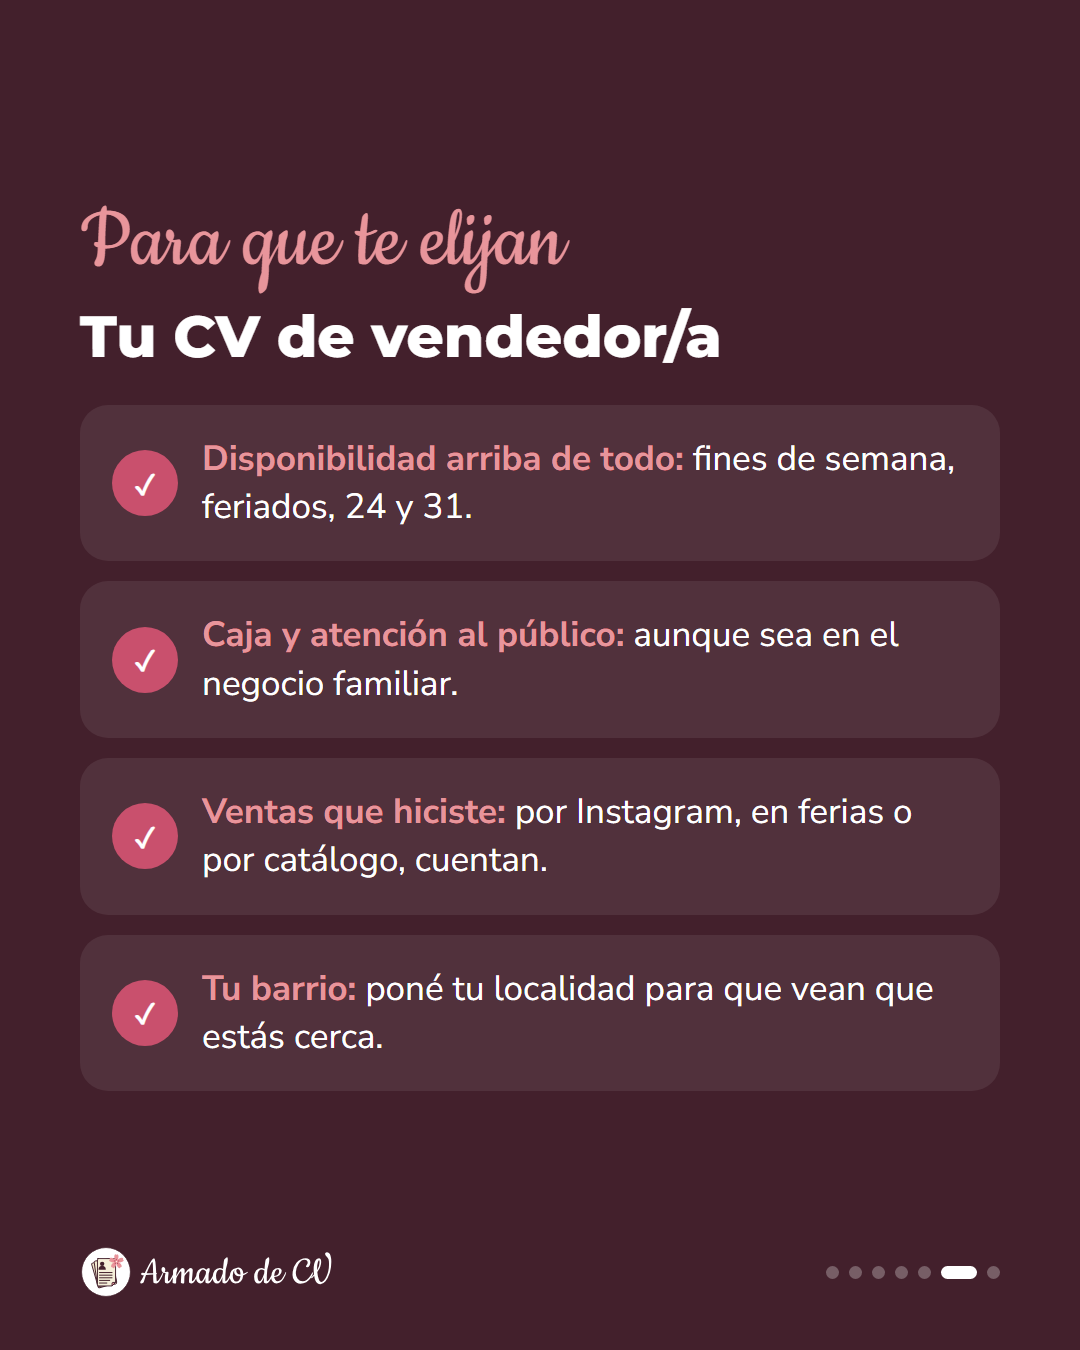 Para que te elijan
Tu CV de vendedor/a
✓ Disponibilidad arriba de todo: fines de semana,
feriados, 24 y 31.
✓ Caja y atención al público: aunque sea en el
negocio familiar.
✓ Ventas que hiciste: por Instagram, en ferias o
por catálogo, cuentan.
✓ Tu barrio: poné tu localidad para que vean que
estás cerca.
Armado de CV